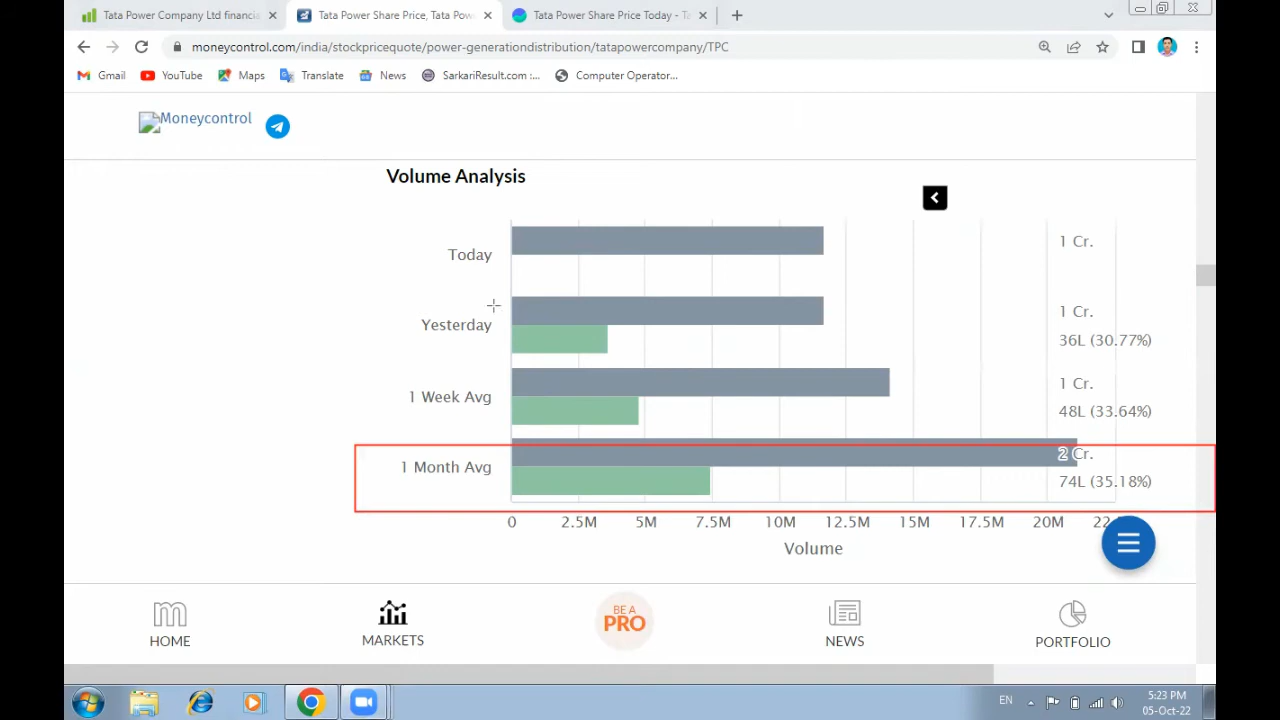 Tata Power Company Ltd financia
Tata Power Share Price, Tata Pow
Tata Power Share Price Today - Ta
moneycontrol.com/india/stockpricequote/power-generationdistribution/tatapowercompany/TPC
Gmail
YouTube
Maps
Translate
News
SarkariResult.com :...
Computer Operator...
Moneycontrol
Volume Analysis
Today
1 Cr.
Yesterday
1 Cr.
36L (30.77%)
1 Week Avg
1 Cr.
48L (33.64%)
1 Month Avg
2 Cr.
74L (35.18%)
0 2.5M 5M 7.5M 10M 12.5M 15M 17.5M 20M
Volume
BE A
PRO
HOME
MARKETS
NEWS
PORTFOLIO
EN
5:23 PM
05-Oct-22